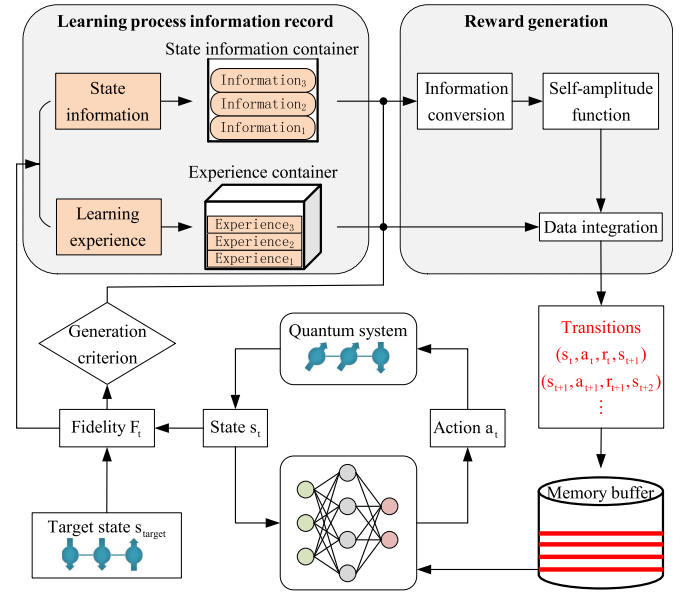 Learning process information record
State information container
State
information
Information₃
Information₂
Information₁
Experience container
Learning
experience
Experience₃
Experience₂
Experience₁
Reward generation
Information
conversion
Self-amplitude
function
Data integration
Generation
criterion
Quantum system
Transitions
(sₜ,aₜ,rₜ,sₜ₊₁)
(sₜ₊₁,aₜ₊₁,rₜ₊₁,sₜ₊₂)
⋮
Fidelity Fₜ
State sₜ
Action aₜ
Memory buffer
Target state s_target